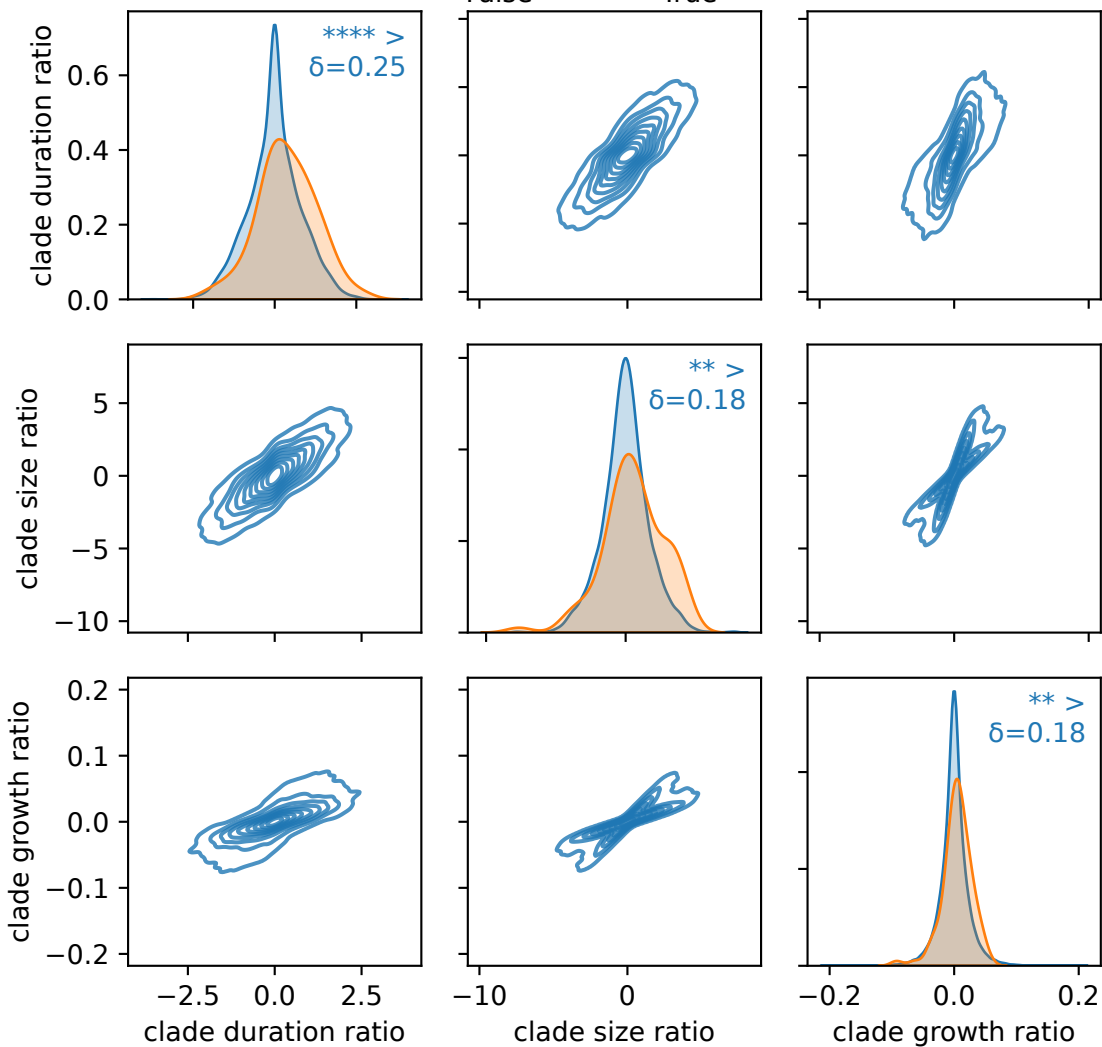 clade duration ratio
0.6
0.4
0.2
0.0
**** >
δ=0.25
clade size ratio
5
0
−5
−10
** >
δ=0.18
clade growth ratio
0.2
0.1
0.0
−0.1
−0.2
** >
δ=0.18
−2.5 0.0 2.5
−10 0
−0.2 0.0 0.2
clade duration ratio
clade size ratio
clade growth ratio